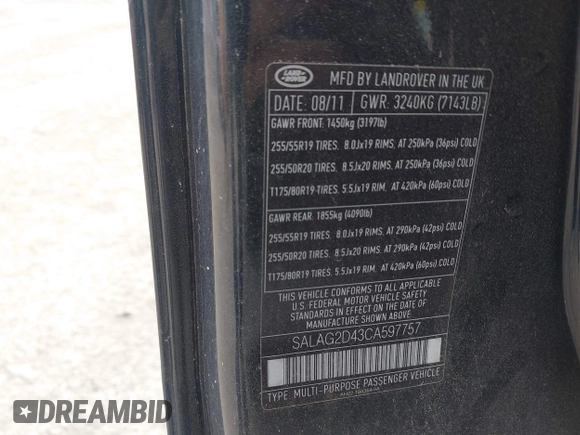 LAND ROVER
MFD BY LANDROVER IN THE UK
DATE: 08/11 GWR: 3240KG (7143LB)
GAWR FRONT: 1450kg (3197lb)
255/55R19 TIRES. 8.0Jx19 RIMS, AT 250kPa (36psi) COLD
255/50R20 TIRES. 8.5Jx20 RIMS, AT 250kPa (36psi) COLD
T175/80R19 TIRES. 5.5Jx19 RIM, AT 420kPa (60psi) COLD
GAWR REAR. 1855kg (4090lb)
255/55R19 TIRES. 8.0Jx19 RIMS, AT 290kPa (42psi) COLD
255/50R20 TIRES. 8.5Jx20 RIMS, AT 290kPa (42psi) COLD
T175/80R19 TIRES. 5.5Jx19 RIM, AT 420kPa (60psi) COLD
THIS VEHICLE CONFORMS TO ALL APPLICABLE
U.S. FEDERAL MOTOR VEHICLE SAFETY
STANDARDS IN EFFECT ON THE DATE OF
MANUFACTURE SHOWN ABOVE.
SALAG2D43CA597757
TYPE: MULTI-PURPOSE PASSENGER VEHICLE
DREAMBID